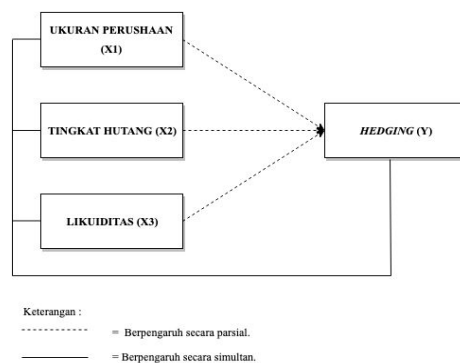 UKURAN PERUSHAAN
(X1)
TINGKAT HUTANG (X2)
HEDGING (Y)
LIKUIDITAS (X3)
Keterangan :
= Berpengaruh secara parsial.
= Berpengaruh secara simultan.